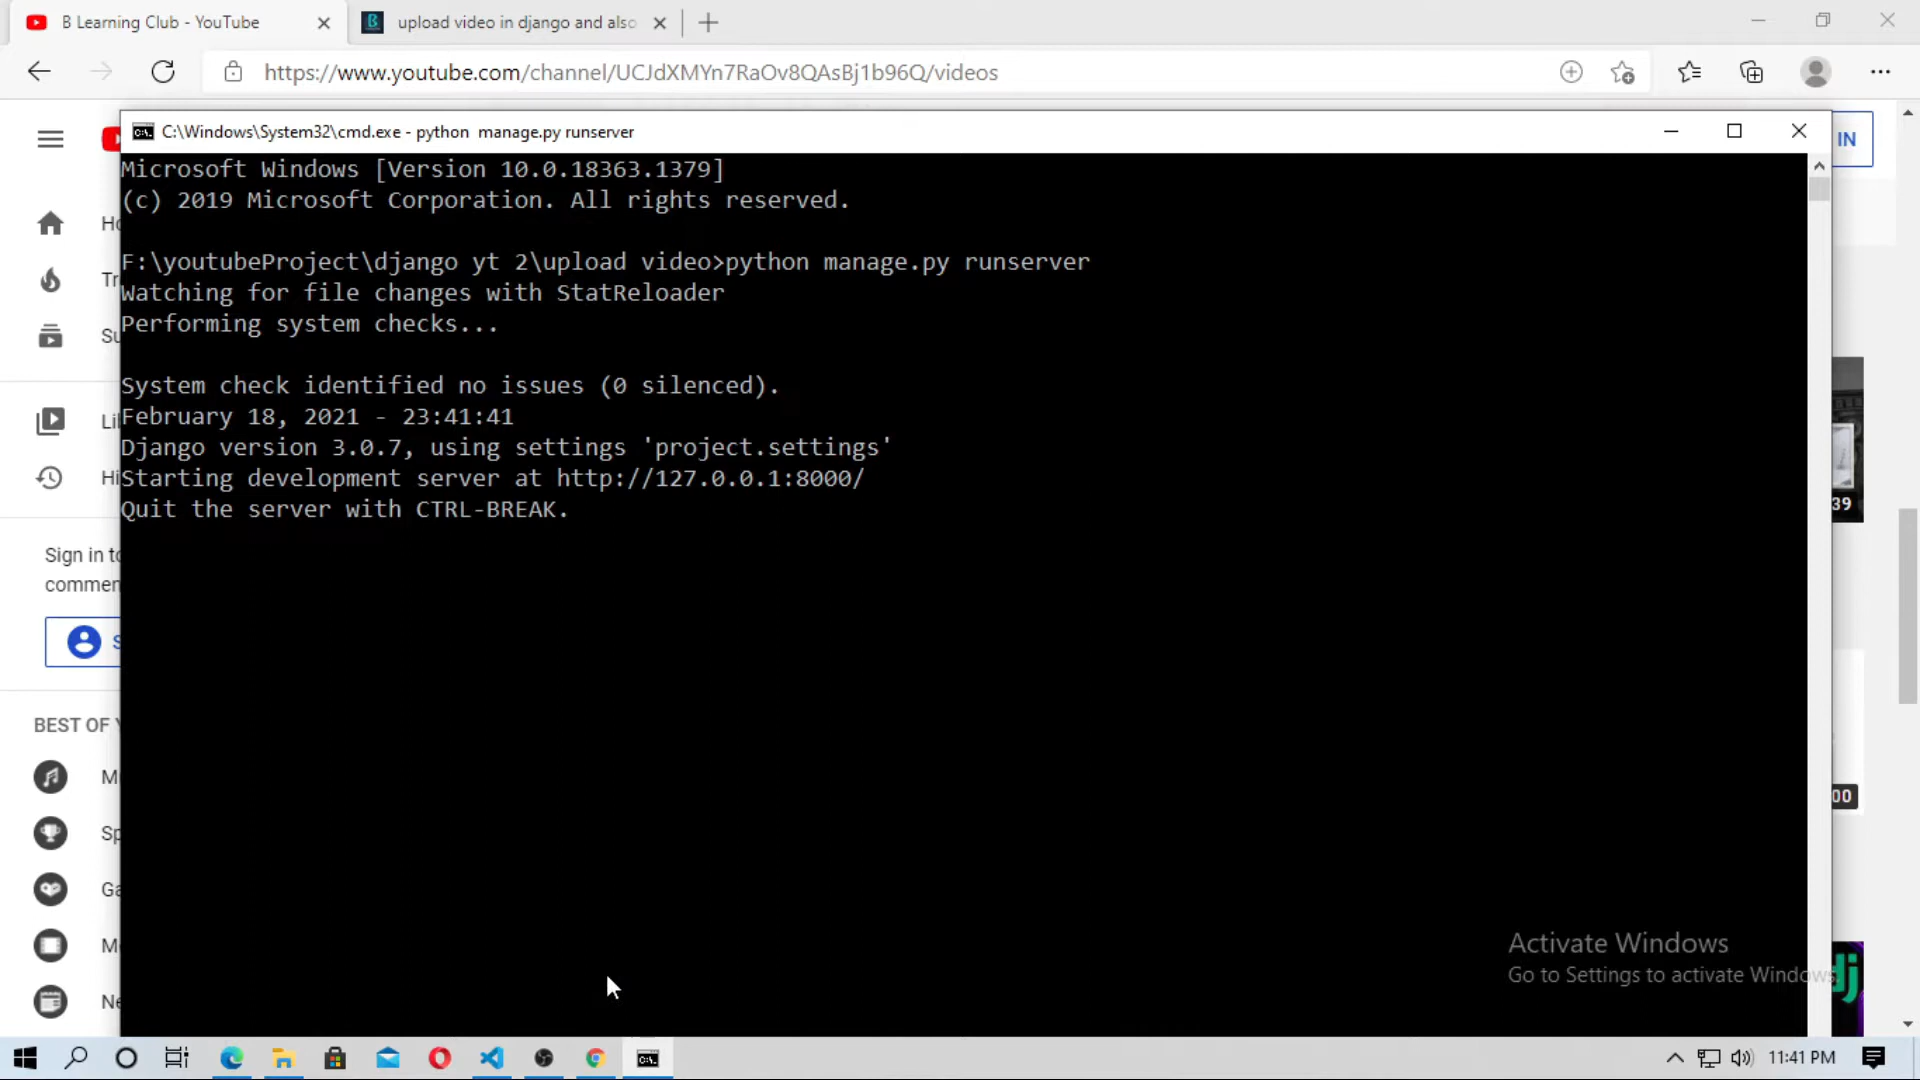 B Learning Club - YouTube
upload video in django and also
https://www.youtube.com/channel/UCJdXMYn7RaOv8QAsBj1b96Q/videos
C:\Windows\System32\cmd.exe - python  manage.py runserver
IN
Microsoft Windows [Version 10.0.18363.1379]
(c) 2019 Microsoft Corporation. All rights reserved.
F:\youtubeProject\django yt 2\upload video>python manage.py runserver
Watching for file changes with StatReloader
Performing system checks...
System check identified no issues (0 silenced).
February 18, 2021 - 23:41:41
Django version 3.0.7, using settings 'project.settings'
Starting development server at http://127.0.0.1:8000/
Quit the server with CTRL-BREAK.
39
Sign in to
commen
BEST OF Y
00
Activate Windows
Go to Settings to activate Windows.
dj
11:41 PM